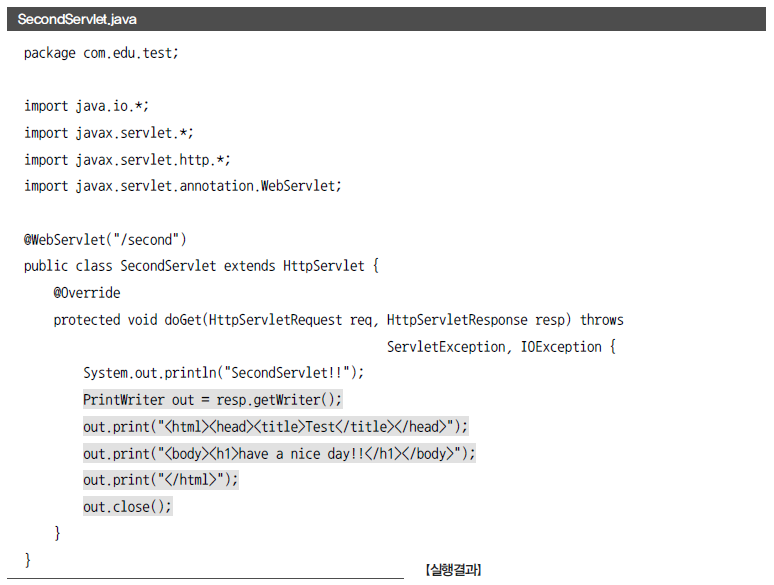 SecondServlet.java
package com.edu.test;
import java.io.*;
import javax.servlet.*;
import javax.servlet.http.*;
import javax.servlet.annotation.WebServlet;
@WebServlet("/second")
public class SecondServlet extends HttpServlet {
@Override
protected void doGet(HttpServletRequest req, HttpServletResponse resp) throws
ServletException, IOException {
System.out.println("SecondServlet!!");
PrintWriter out = resp.getWriter();
out.print("<html><head><title>Test</title></head>");
out.print("<body><h1>have a nice day!!</h1></body>");
out.print("</html>");
out.close();
}
}
【실행결과】